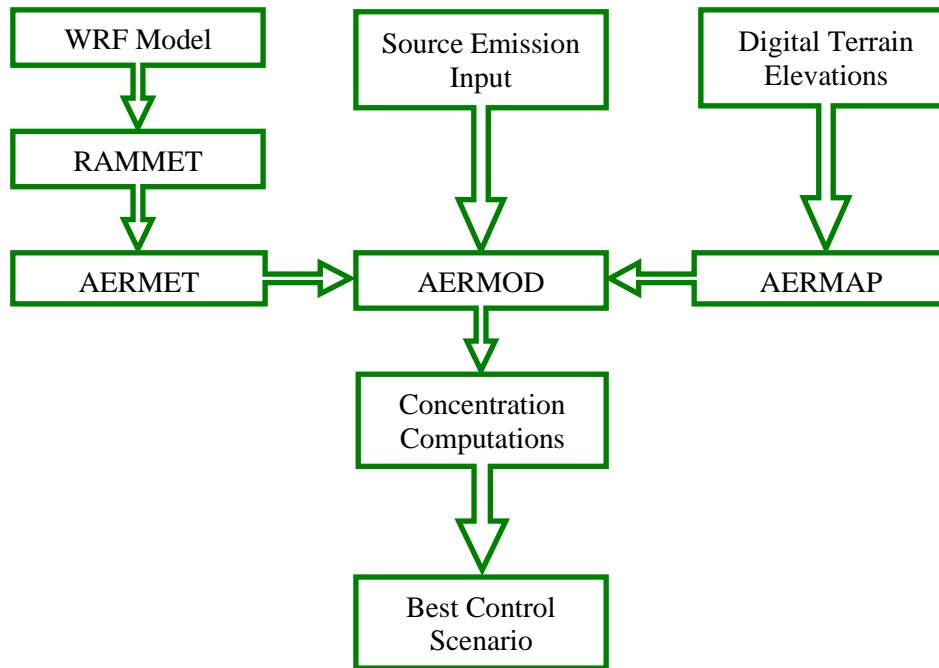 WRF Model
Source Emission
Input
Digital Terrain
Elevations
RAMMET
AERMET
AERMOD
AERMAP
Concentration
Computations
Best Control
Scenario